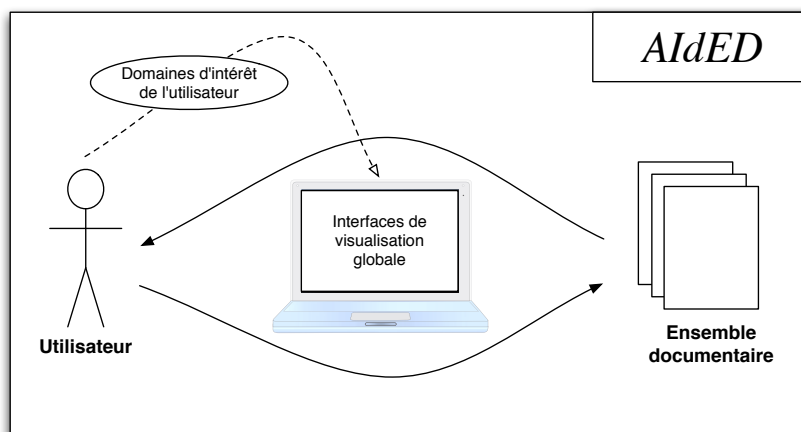 AIdED
Domaines d'intérêt
de l'utilisateur
Interfaces de
visualisation
globale
Utilisateur
Ensemble
documentaire